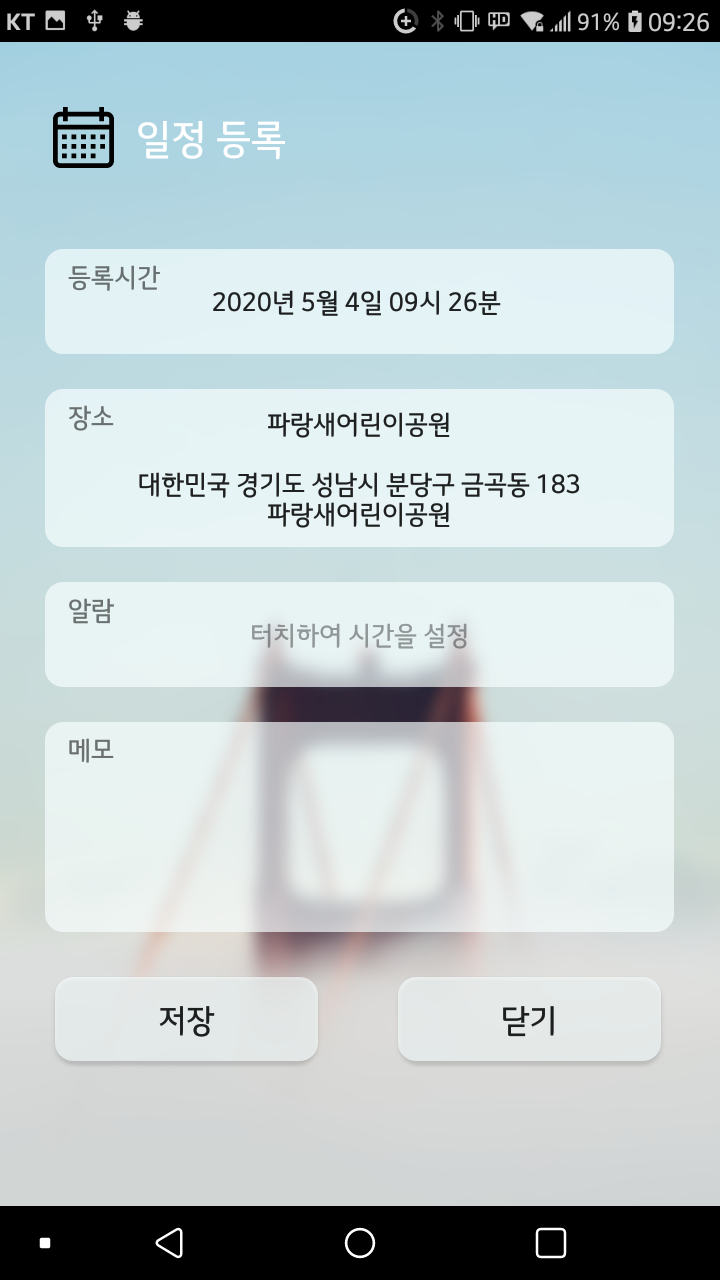 KT 91% 09:26
일정 등록
등록시간
2020년 5월 4일 09시 26분
장소
파랑새어린이공원
대한민국 경기도 성남시 분당구 금곡동 183
파랑새어린이공원
알람
터치하여 시간을 설정
메모
저장 닫기